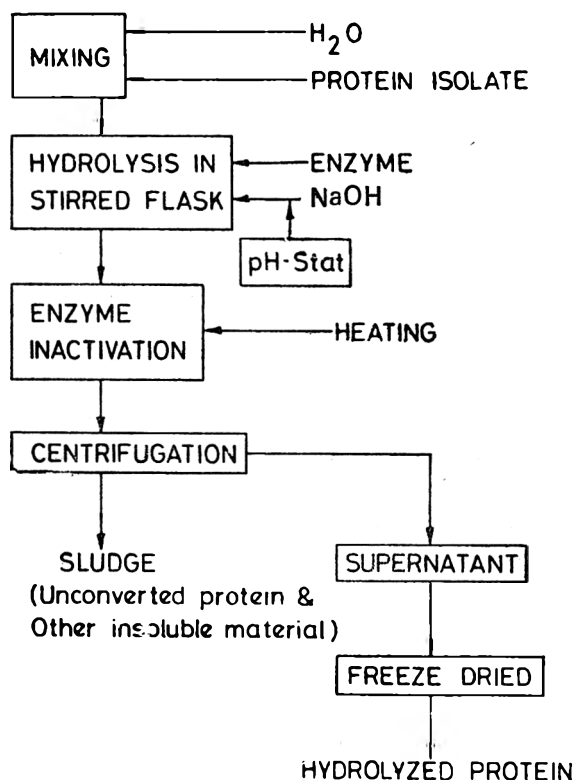 H2O
MIXING
PROTEIN ISOLATE
HYDROLYSIS IN
STIRRED FLASK
ENZYME
NaOH
pH-Stat
ENZYME
INACTIVATION
HEATING
CENTRIFUGATION
SLUDGE
(Unconverted protein &
Other insoluble material)
SUPERNATANT
FREEZE DRIED
HYDROLYZED PROTEIN